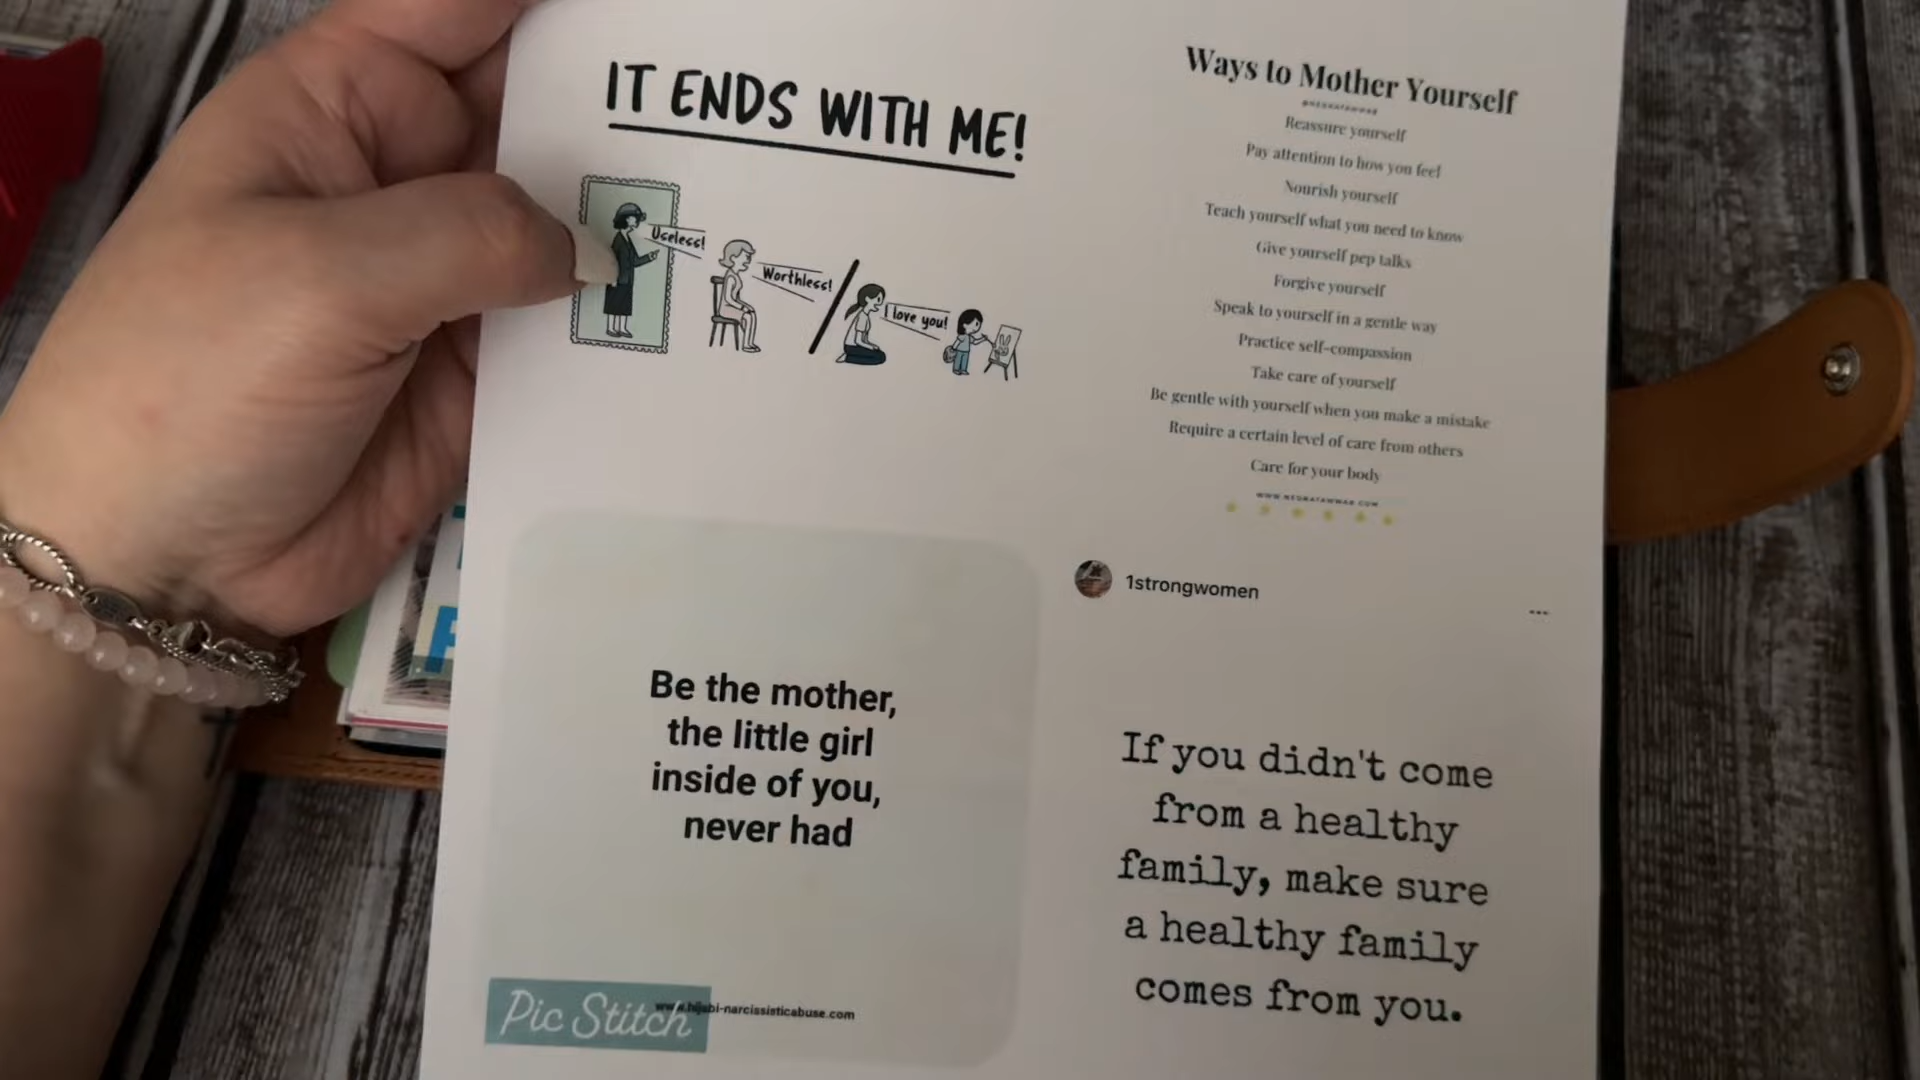 IT ENDS WITH ME!
Useless!
Worthless!
I love you!
Ways to Mother Yourself
Reassure yourself
Pay attention to how you feel
Nourish yourself
Teach yourself what you need to know
Give yourself pep talks
Forgive yourself
Speak to yourself in a gentle way
Practice self-compassion
Take care of yourself
Be gentle with yourself when you make a mistake
Require a certain level of care from others
Care for your body
Be the mother,
the little girl
inside of you,
never had
Pic Stitch
www.hijabi-narcissisticabuse.com
1strongwomen
If you didn't come
from a healthy
family, make sure
a healthy family
comes from you.